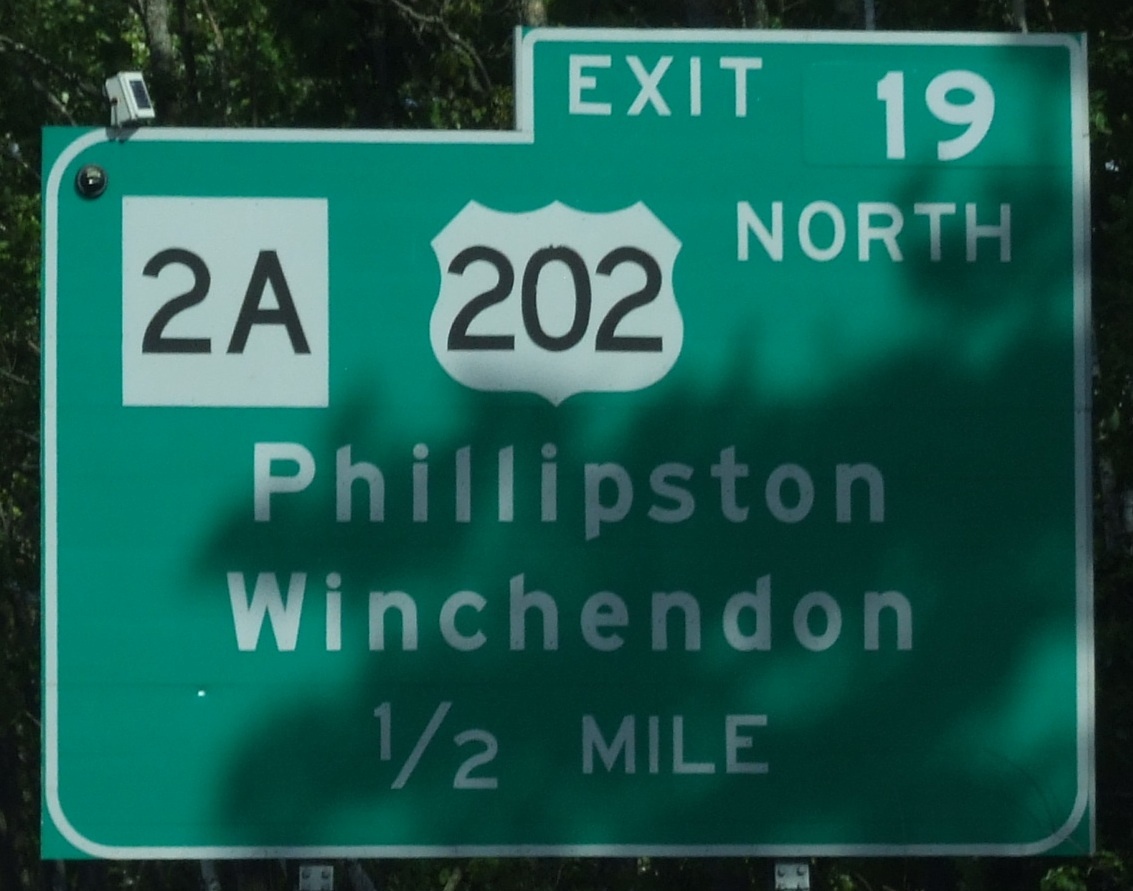 EXIT 19
2A 202 NORTH
Phillipston
Winchendon
1/2 MILE